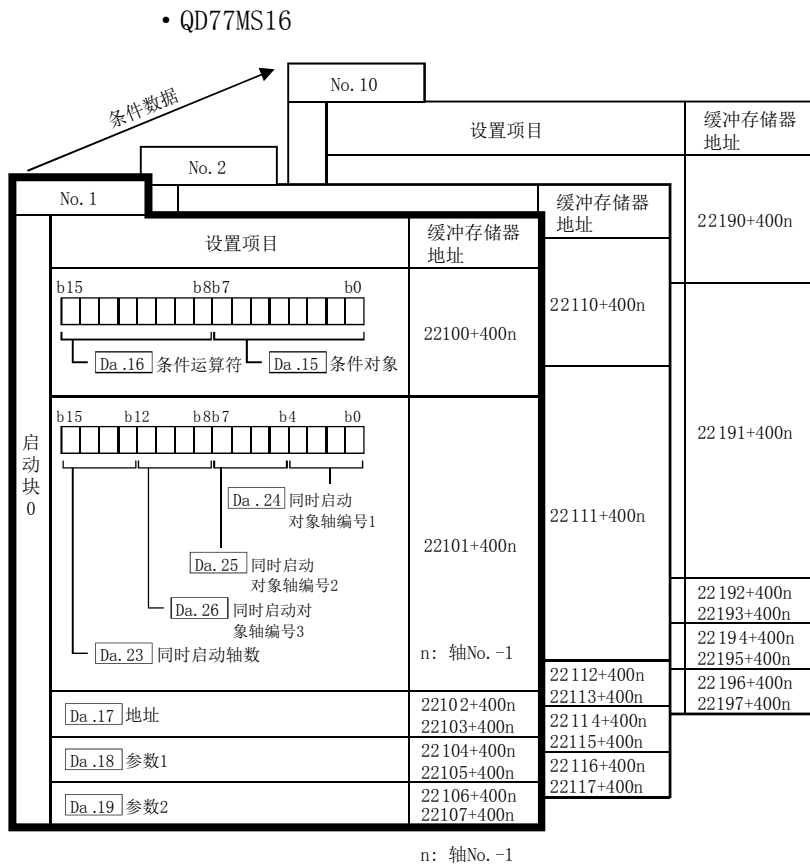 • QD77MS16
条件数据
No. 10
设置项目
缓冲存储器
地址
22190+400n
22191+400n
22192+400n
22193+400n
22194+400n
22195+400n
22196+400n
22197+400n
No. 2
缓冲存储器
地址
22110+400n
22111+400n
22112+400n
22113+400n
22114+400n
22115+400n
22116+400n
22117+400n
No. 1
启动块0
设置项目
缓冲存储器
地址
b15 b8b7 b0
Da.16 条件运算符 Da.15 条件对象
22100+400n
b15 b12 b8b7 b4 b0
Da.24 同时启动
对象轴编号1
Da.25 同时启动
对象轴编号2
Da.26 同时启动对
象轴编号3
Da.23 同时启动轴数
22101+400n
n: 轴No.-1
Da.17 地址
22102+400n
22103+400n
Da.18 参数1
22104+400n
22105+400n
Da.19 参数2
22106+400n
22107+400n
n: 轴No.-1